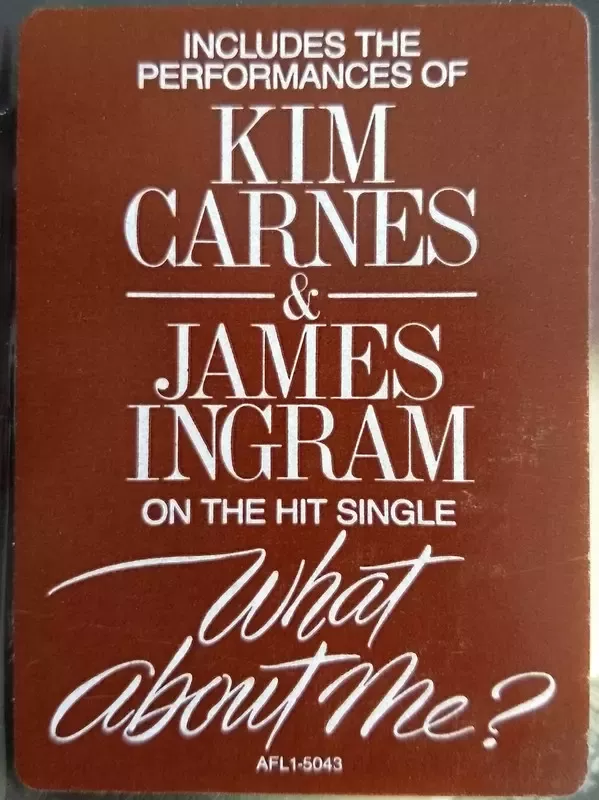 INCLUDES THE
PERFORMANCES OF
KIM
CARNES
&
JAMES
INGRAM
ON THE HIT SINGLE
What
about Me?
AFL1-5043